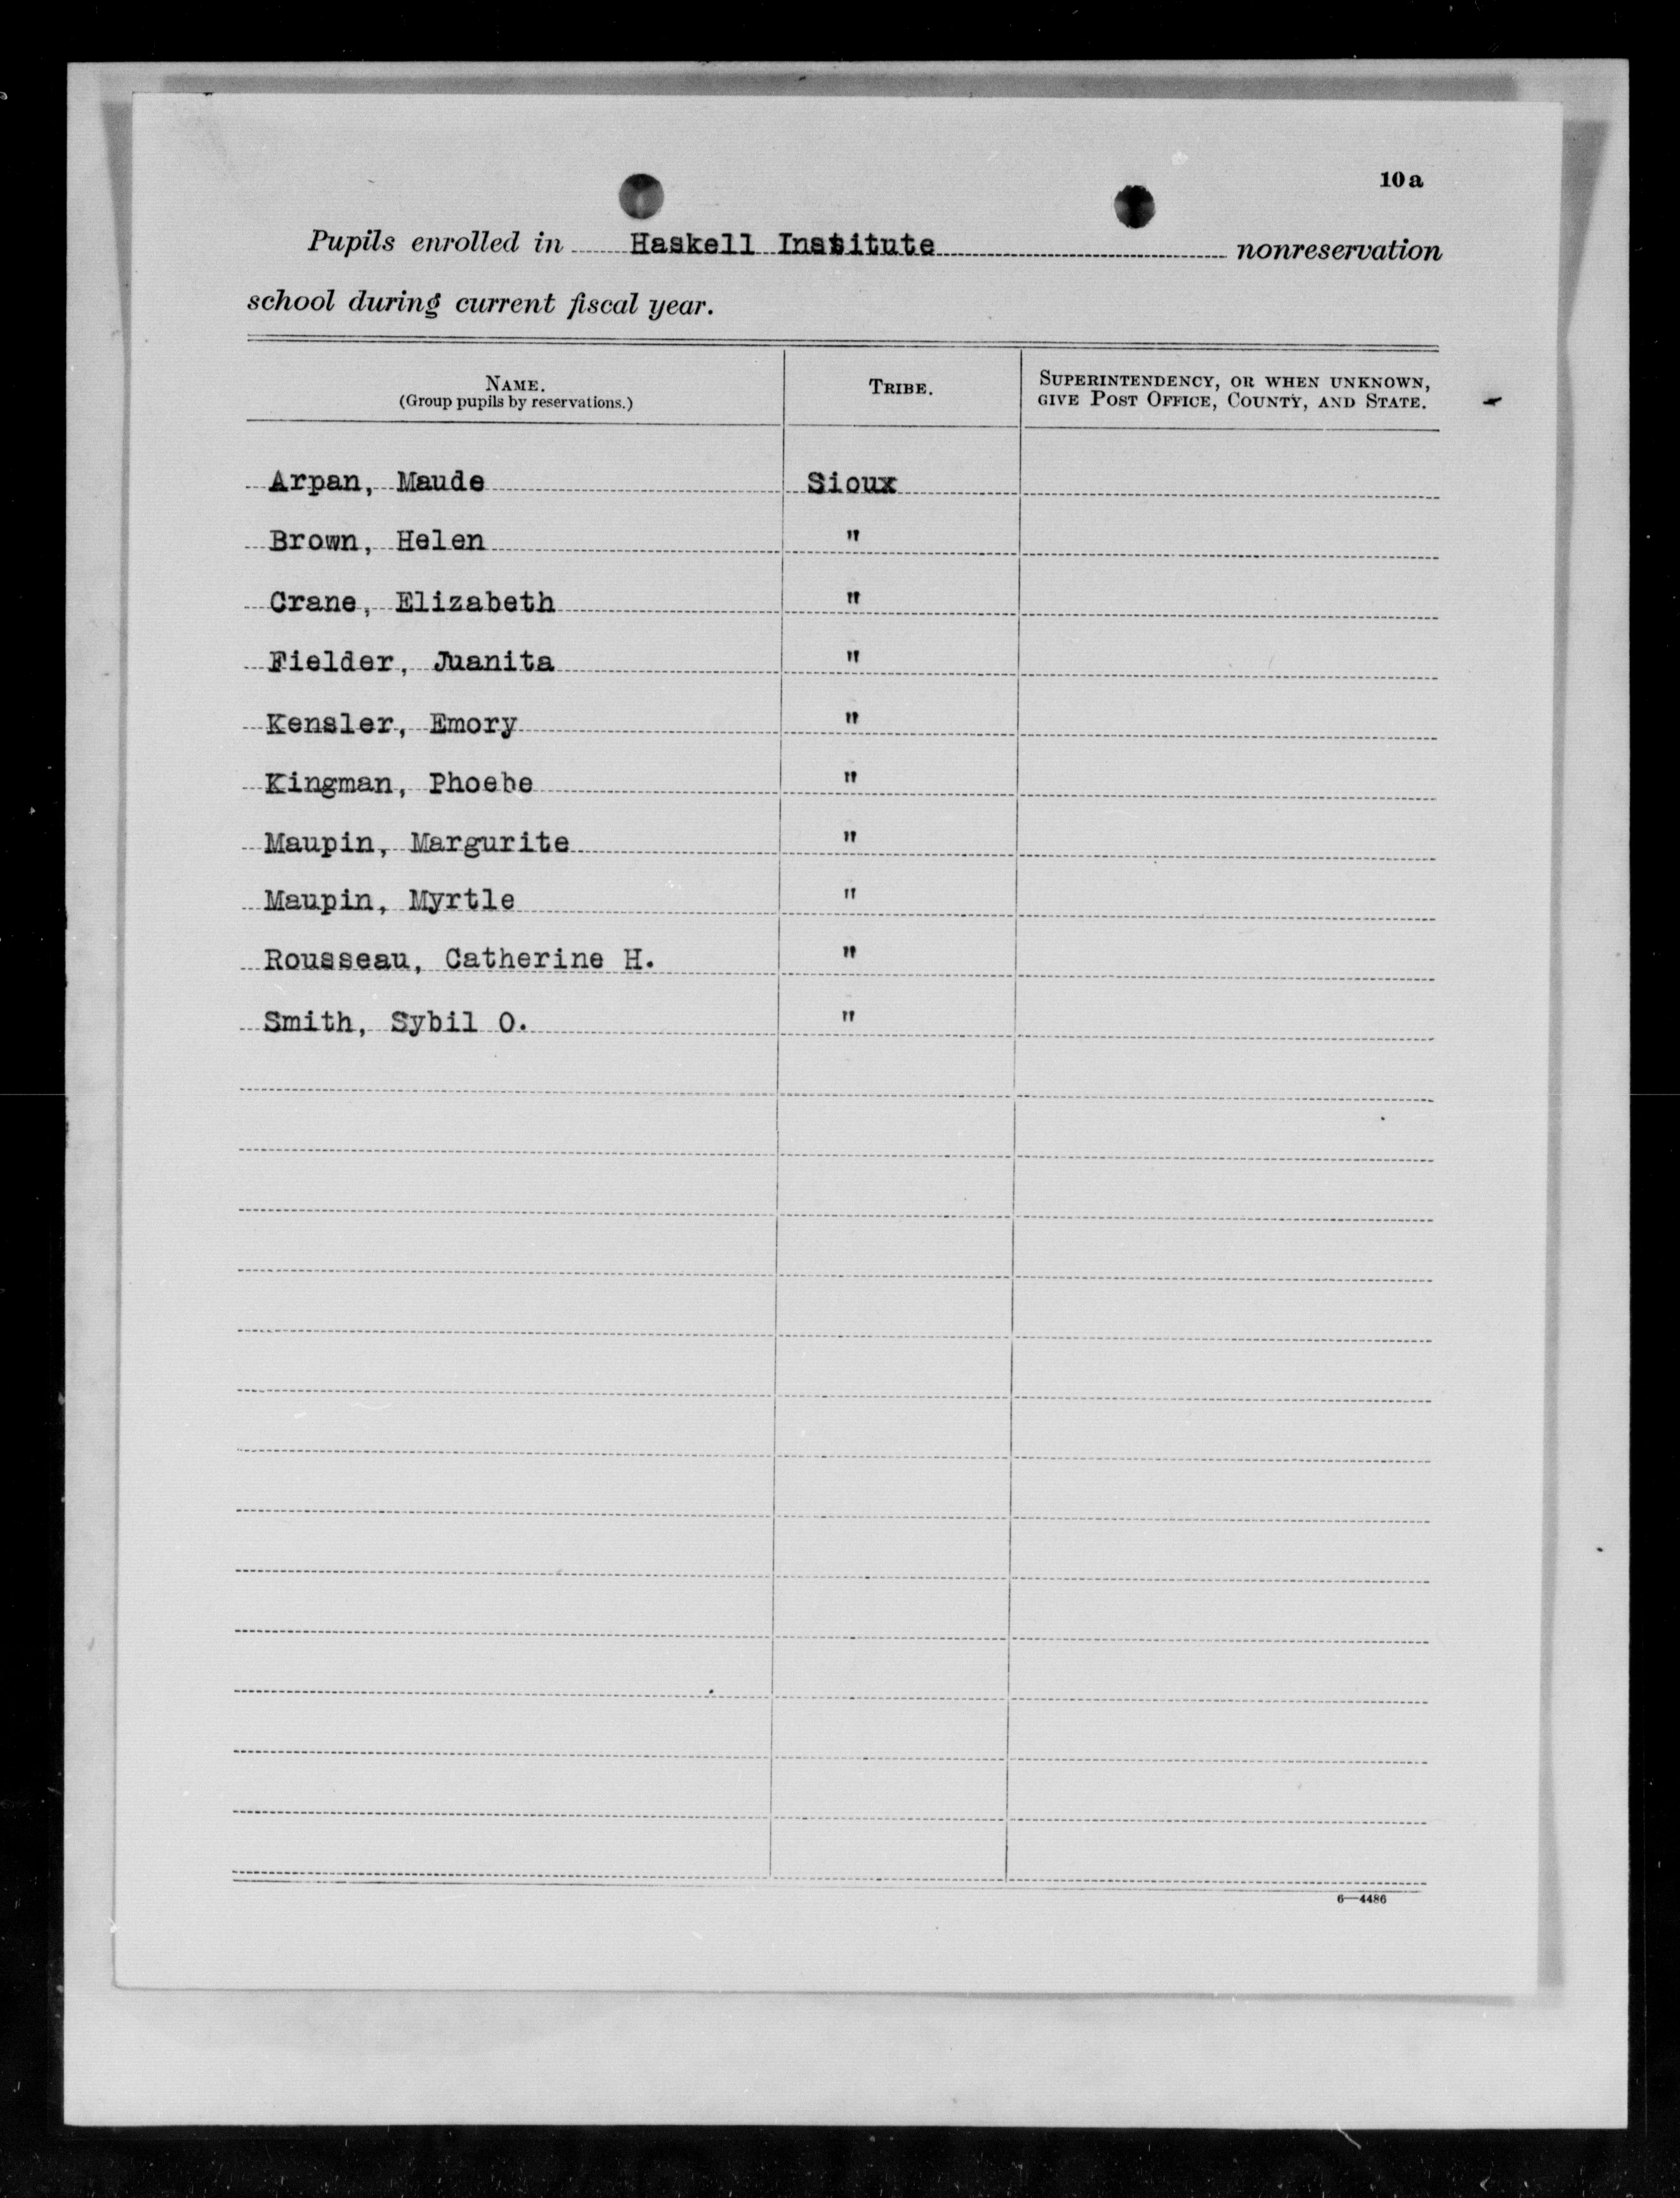 10a
Pupils enrolled in Haskell Institute nonreservation
school during current fiscal year.
NAME.
(Group pupils by reservations.)
TRIBE.
SUPERINTENDENCY, OR WHEN UNKNOWN,
GIVE POST OFFICE, COUNTY, AND STATE.
Arpan, Maude Sioux
Brown, Helen "
Crane, Elizabeth "
Fielder, Juanita "
Kensler, Emory "
Kingman, Phoebe "
Maupin, Margurite "
Maupin, Myrtle "
Rousseau, Catherine H. "
Smith, Sybil O. "
6—4486